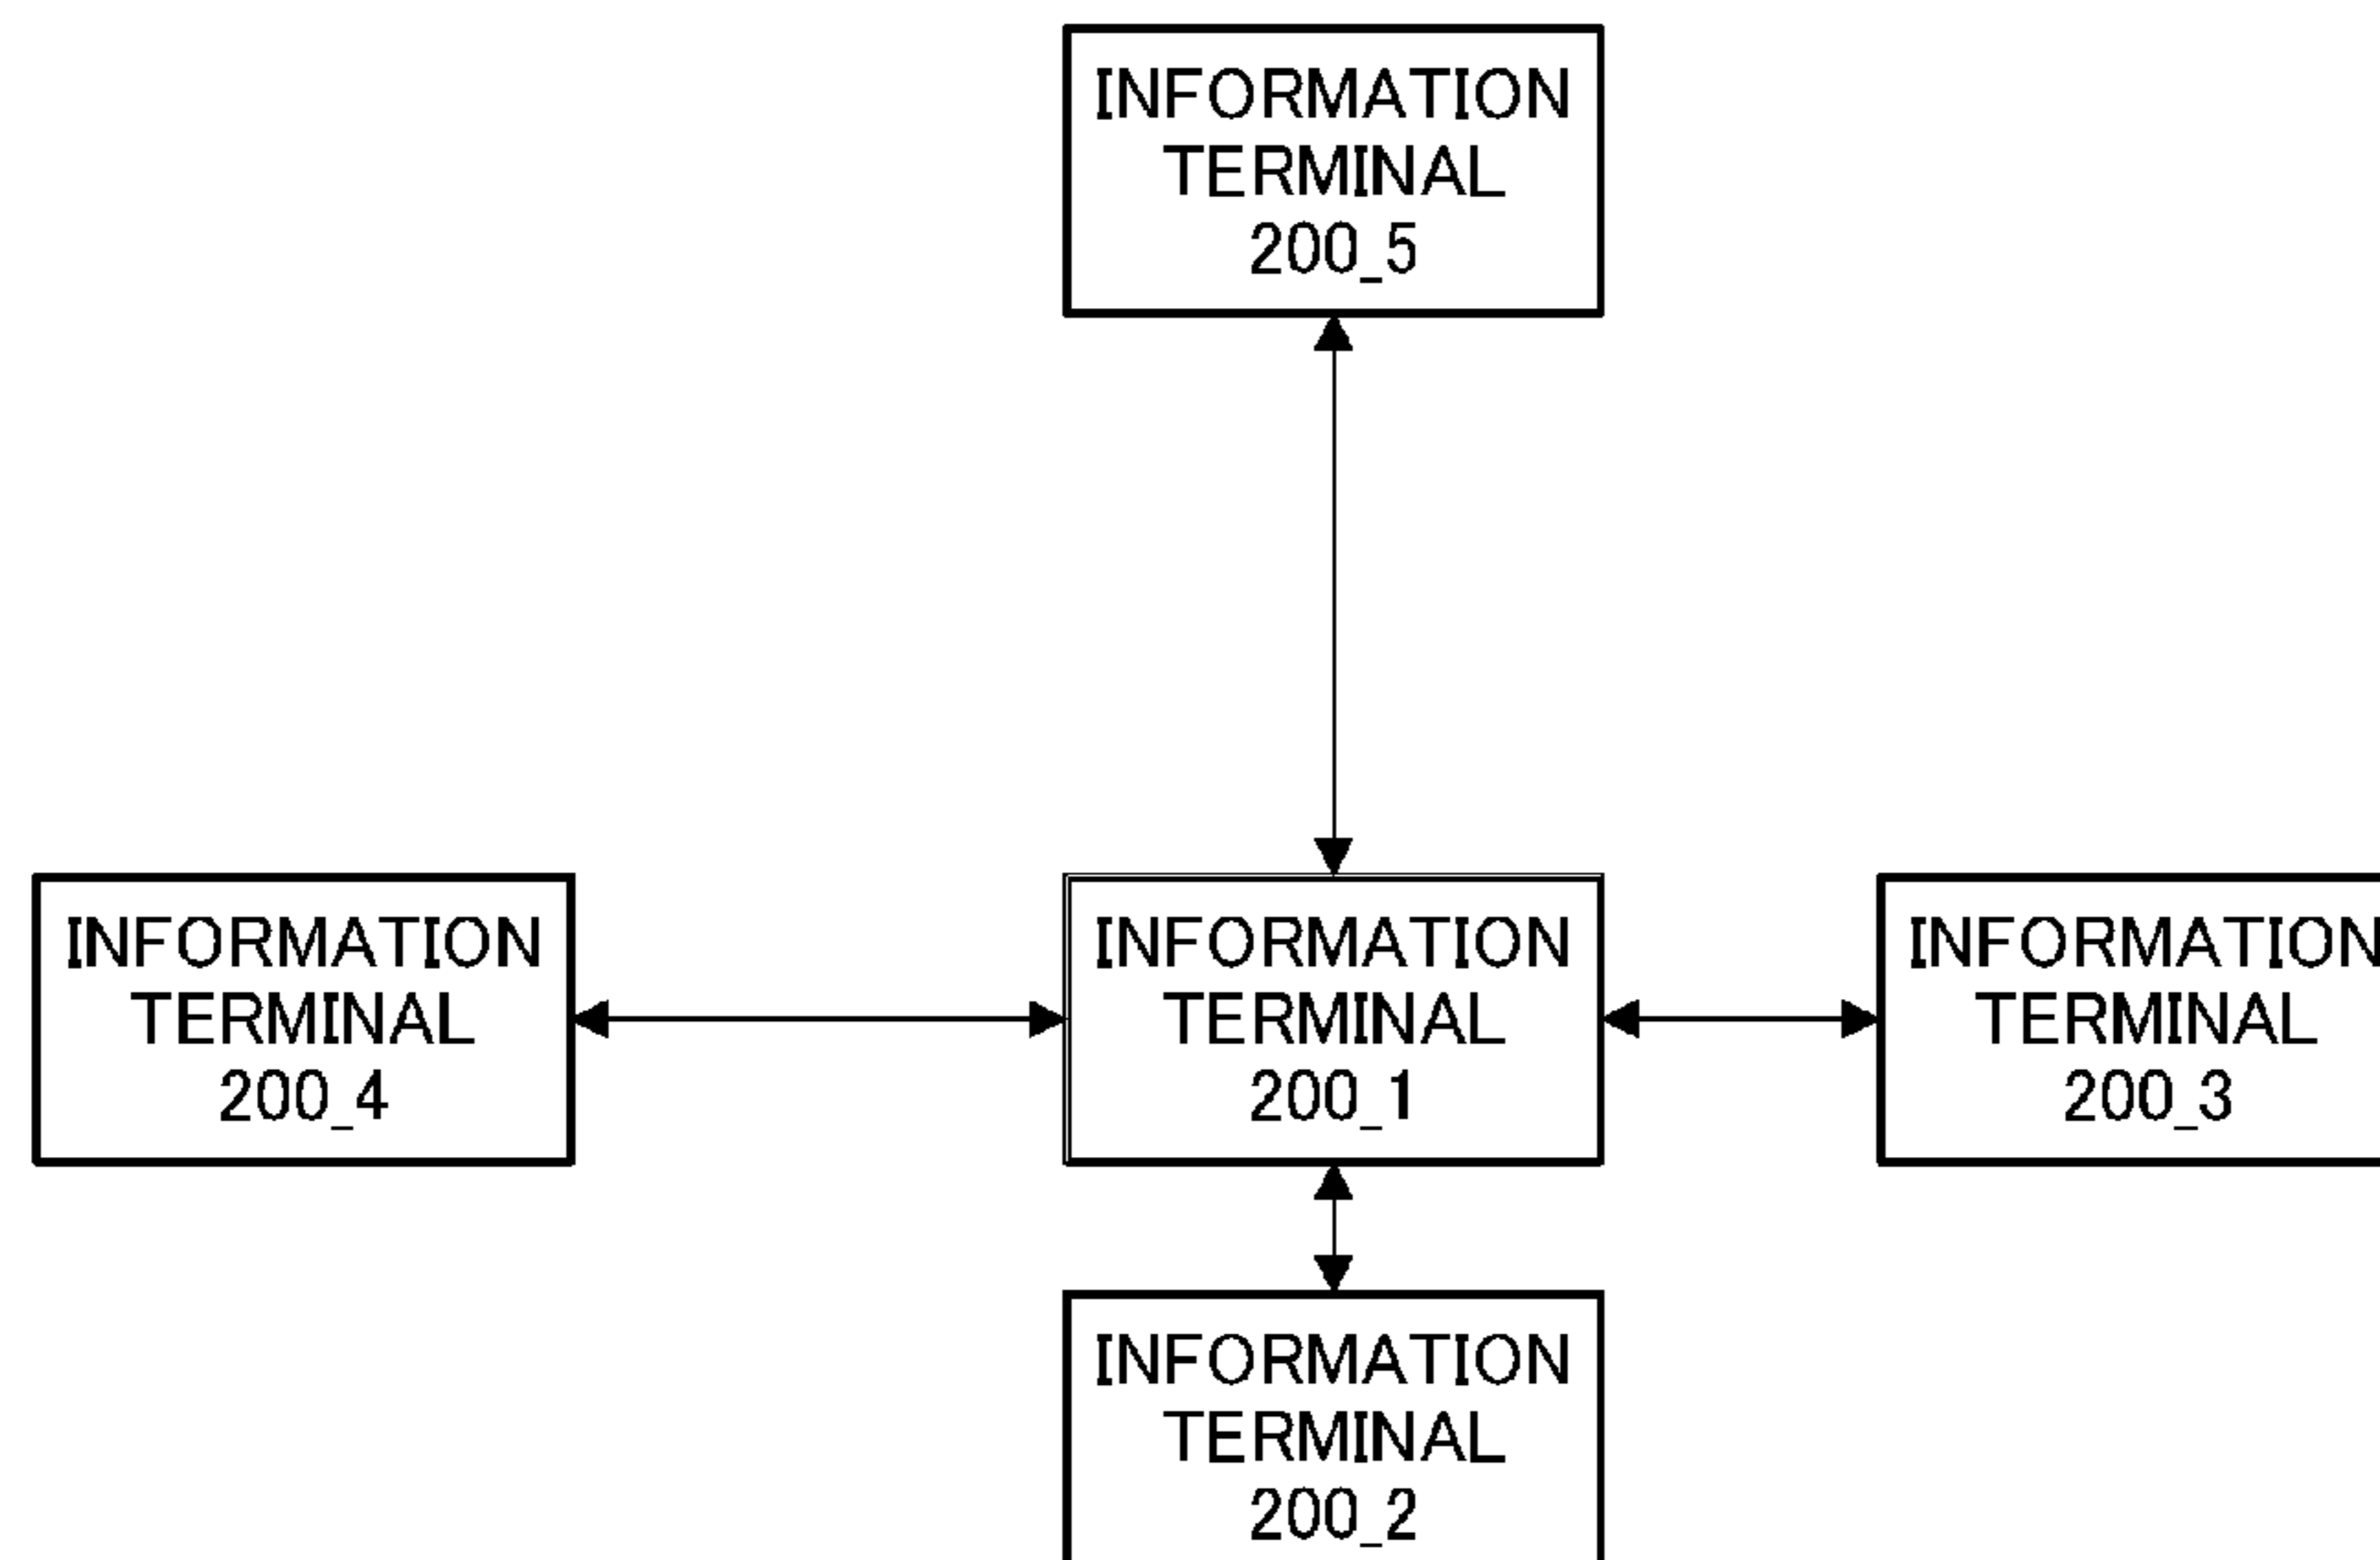 INFORMATION
TERMINAL
200_5
INFORMATION
TERMINAL
200_4
INFORMATION
TERMINAL
200_1
INFORMATION
TERMINAL
200_3
INFORMATION
TERMINAL
200_2